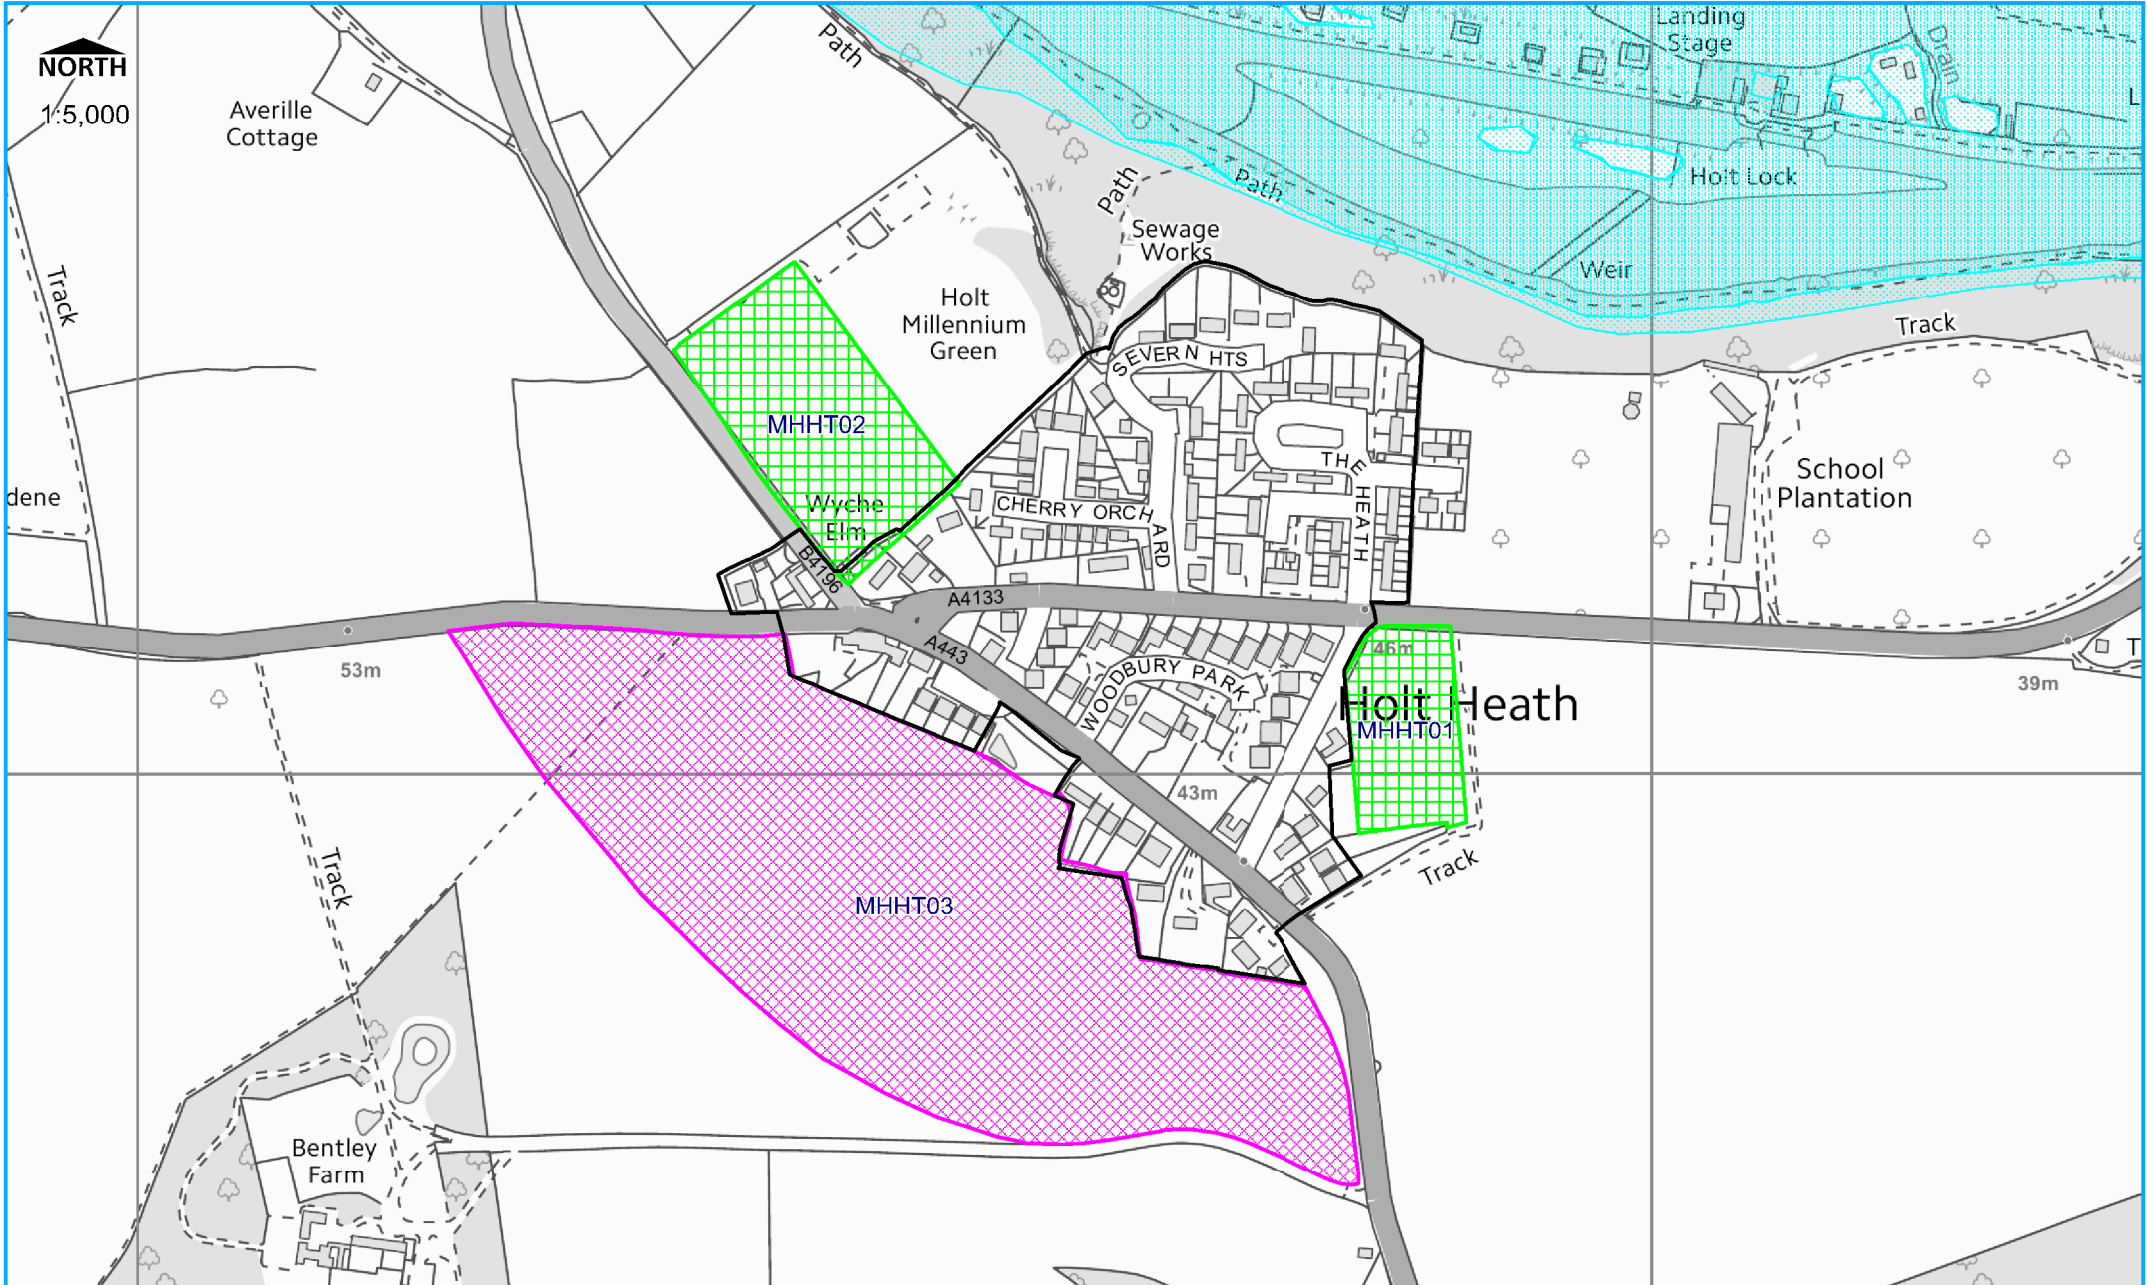 NORTH
1:5,000
Averille
Cottage
Path
Landing
Stage
Drain
L
Holt Lock
Path
Path
Sewage
Works
Weir
Track
Track
Holt
Millennium
Green
SEVERN HTS
MHHT02
THE HEATH
School
Plantation
dene
Wyche
Elm
CHERRY ORCHARD
B4196
A4133
A443
46m
53m
WOODBURY PARK
Holt Heath
MHHT01
T
39m
43m
Track
Track
MHHT03
Bentley
Farm